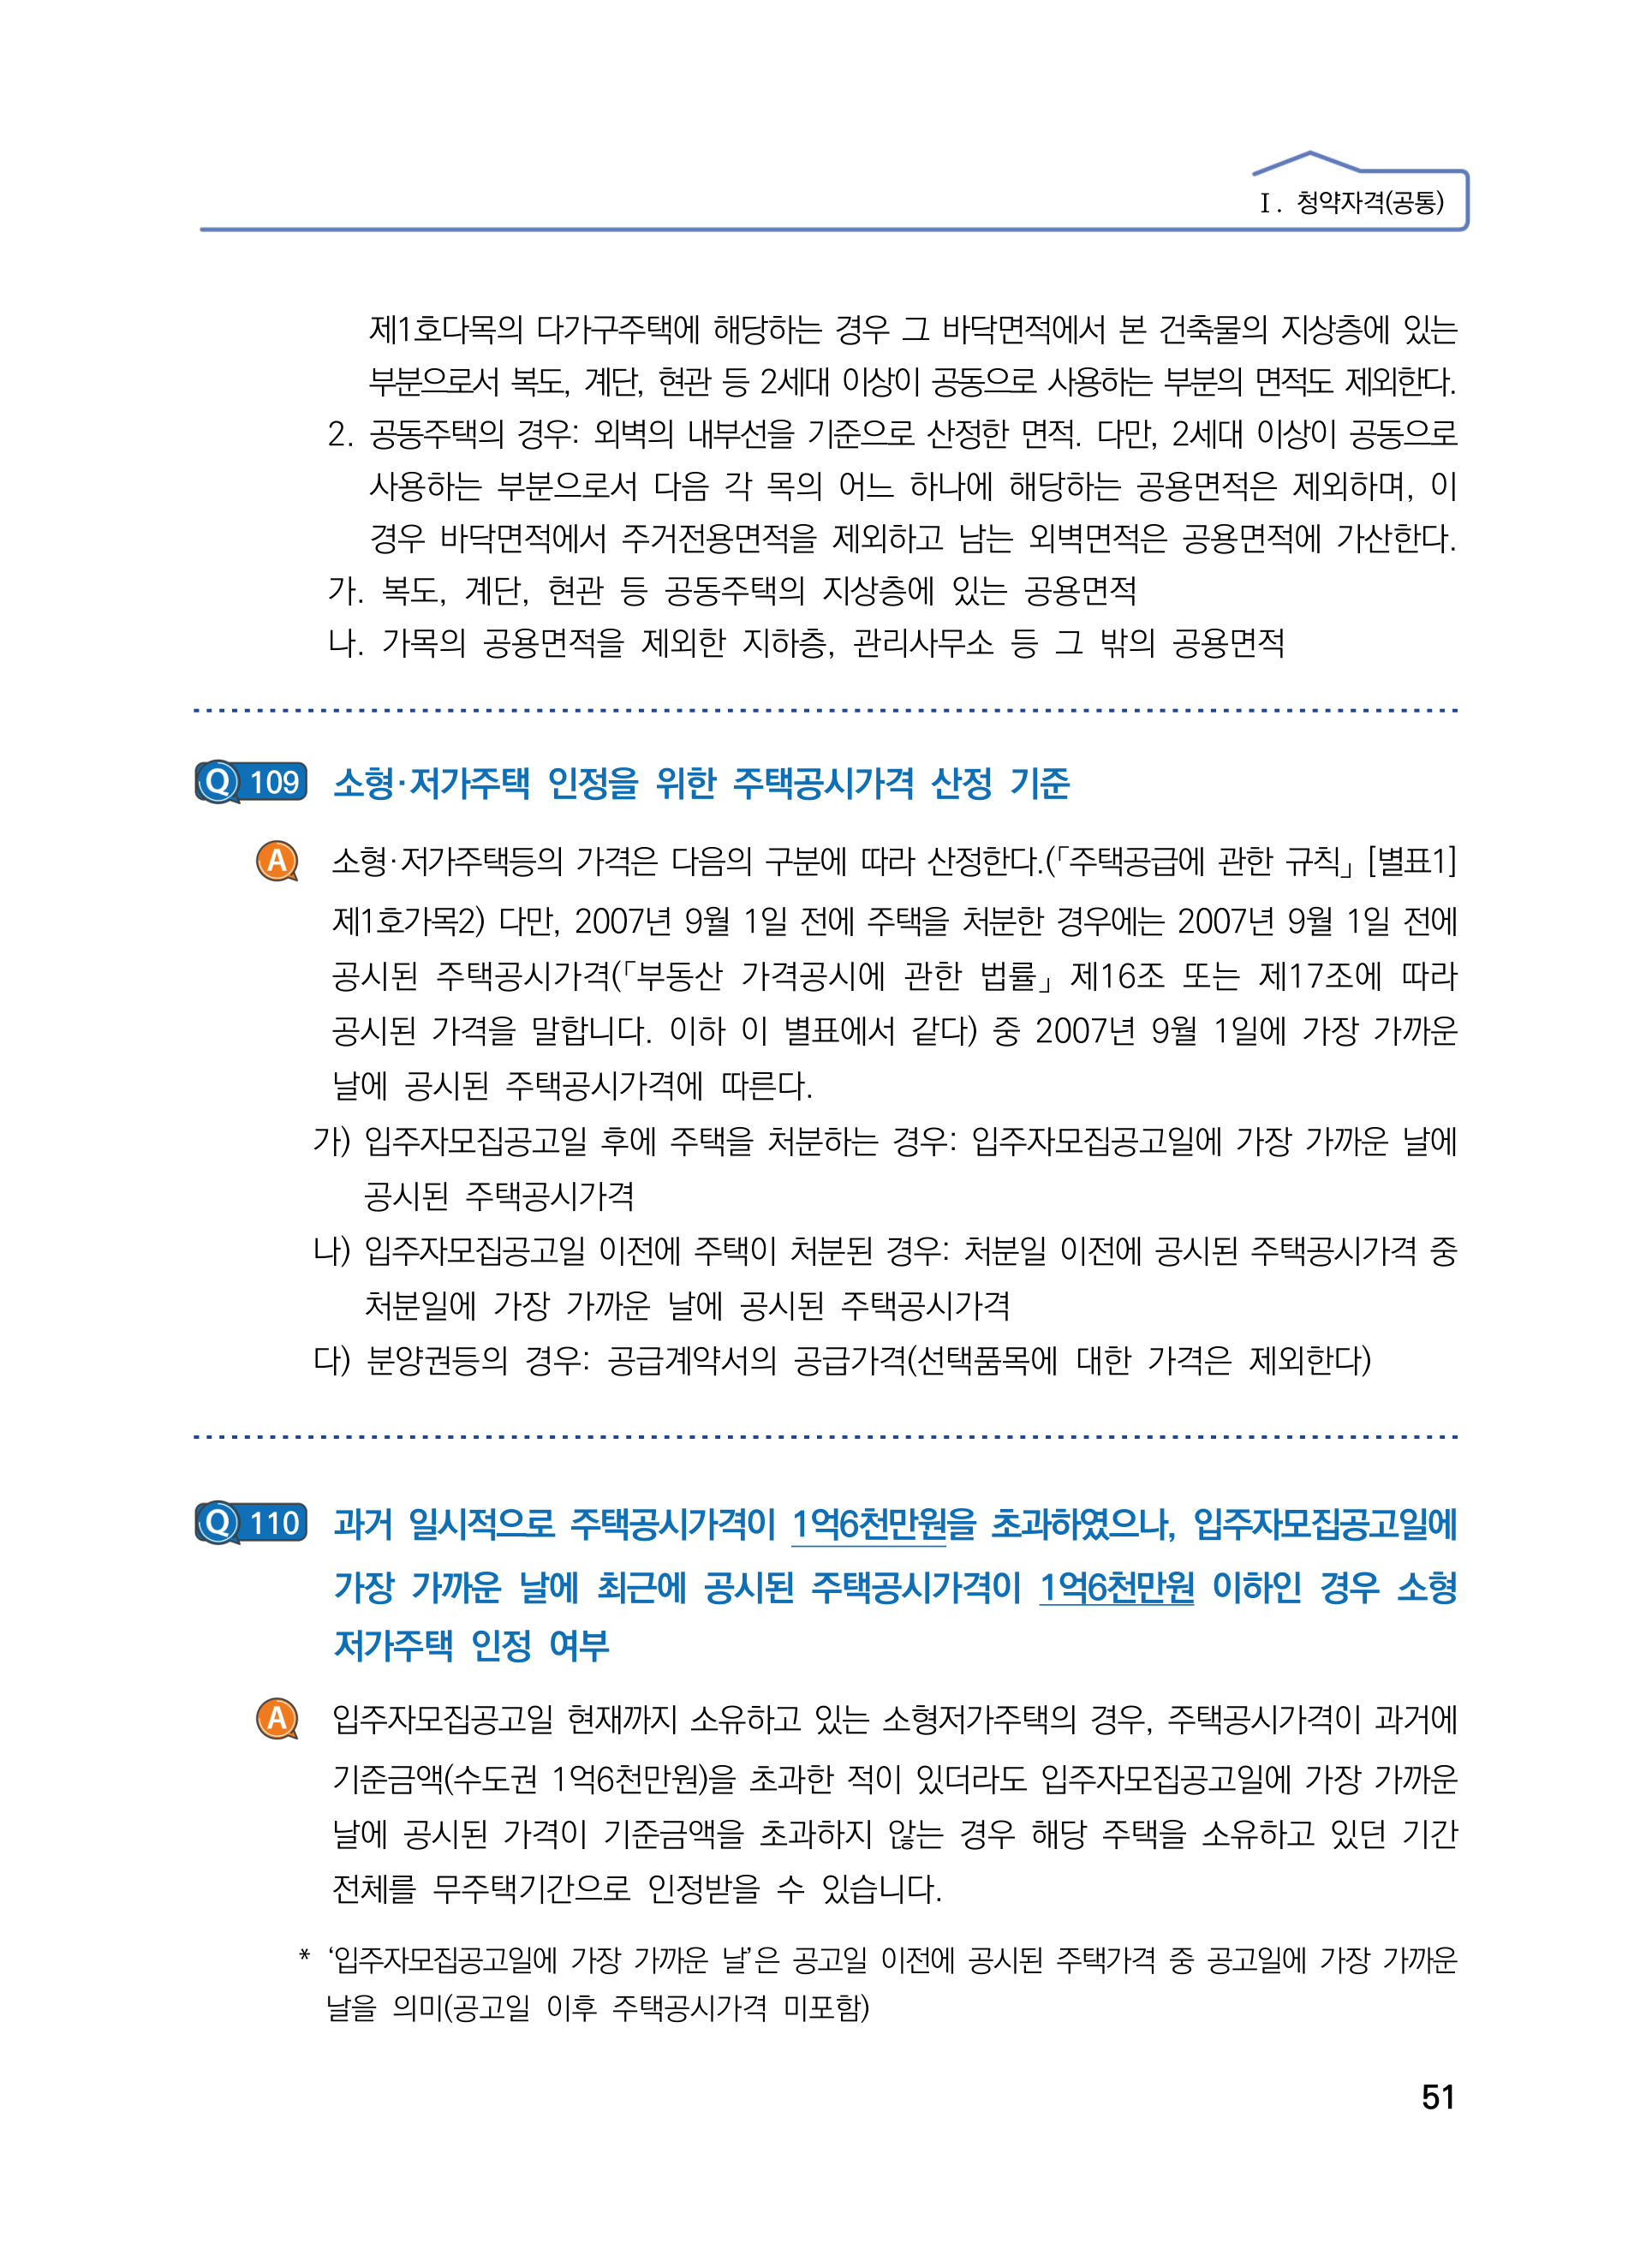 Ⅰ. 청약자격(공통)
제1호다목의 다가구주택에 해당하는 경우 그 바닥면적에서 본 건축물의 지상층에 있는
부분으로서 복도, 계단, 현관 등 2세대 이상이 공동으로 사용하는 부분의 면적도 제외한다.
2. 공동주택의 경우: 외벽의 내부선을 기준으로 산정한 면적. 다만, 2세대 이상이 공동으로
사용하는 부분으로서 다음 각 목의 어느 하나에 해당하는 공용면적은 제외하며, 이
경우 바닥면적에서 주거전용면적을 제외하고 남는 외벽면적은 공용면적에 가산한다.
가. 복도, 계단, 현관 등 공동주택의 지상층에 있는 공용면적
나. 가목의 공용면적을 제외한 지하층, 관리사무소 등 그 밖의 공용면적
Q 109 소형·저가주택 인정을 위한 주택공시가격 산정 기준
A 소형·저가주택등의 가격은 다음의 구분에 따라 산정한다.(「주택공급에 관한 규칙」 [별표1]
제1호가목2) 다만, 2007년 9월 1일 전에 주택을 처분한 경우에는 2007년 9월 1일 전에
공시된 주택공시가격(「부동산 가격공시에 관한 법률」 제16조 또는 제17조에 따라
공시된 가격을 말합니다. 이하 이 별표에서 같다) 중 2007년 9월 1일에 가장 가까운
날에 공시된 주택공시가격에 따른다.
가) 입주자모집공고일 후에 주택을 처분하는 경우: 입주자모집공고일에 가장 가까운 날에
공시된 주택공시가격
나) 입주자모집공고일 이전에 주택이 처분된 경우: 처분일 이전에 공시된 주택공시가격 중
처분일에 가장 가까운 날에 공시된 주택공시가격
다) 분양권등의 경우: 공급계약서의 공급가격(선택품목에 대한 가격은 제외한다)
Q 110 과거 일시적으로 주택공시가격이 1억6천만원을 초과하였으나, 입주자모집공고일에
가장 가까운 날에 최근에 공시된 주택공시가격이 1억6천만원 이하인 경우 소형
저가주택 인정 여부
A 입주자모집공고일 현재까지 소유하고 있는 소형저가주택의 경우, 주택공시가격이 과거에
기준금액(수도권 1억6천만원)을 초과한 적이 있더라도 입주자모집공고일에 가장 가까운
날에 공시된 가격이 기준금액을 초과하지 않는 경우 해당 주택을 소유하고 있던 기간
전체를 무주택기간으로 인정받을 수 있습니다.
* ‘입주자모집공고일에 가장 가까운 날’은 공고일 이전에 공시된 주택가격 중 공고일에 가장 가까운
날을 의미(공고일 이후 주택공시가격 미포함)
51